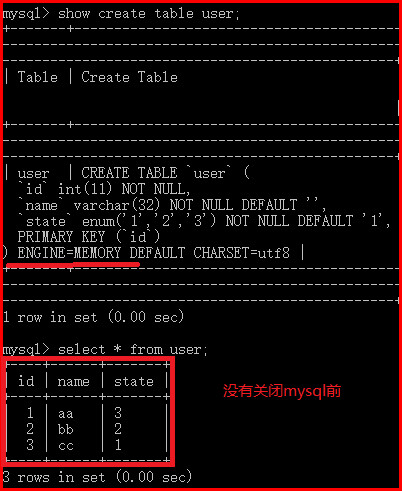 mysql> show create table user;
| Table | Create Table
|
| user | CREATE TABLE `user` (
`id` int(11) NOT NULL,
`name` varchar(32) NOT NULL DEFAULT '',
`state` enum('1','2','3') NOT NULL DEFAULT '1',
PRIMARY KEY (`id`)
) ENGINE=MEMORY DEFAULT CHARSET=utf8 |
1 row in set (0.00 sec)
mysql> select * from user;
| id | name | state |
| 1 | aa | 3 |
| 2 | bb | 2 |
| 3 | cc | 1 |
没有关闭mysql前
3 rows in set (0.00 sec)